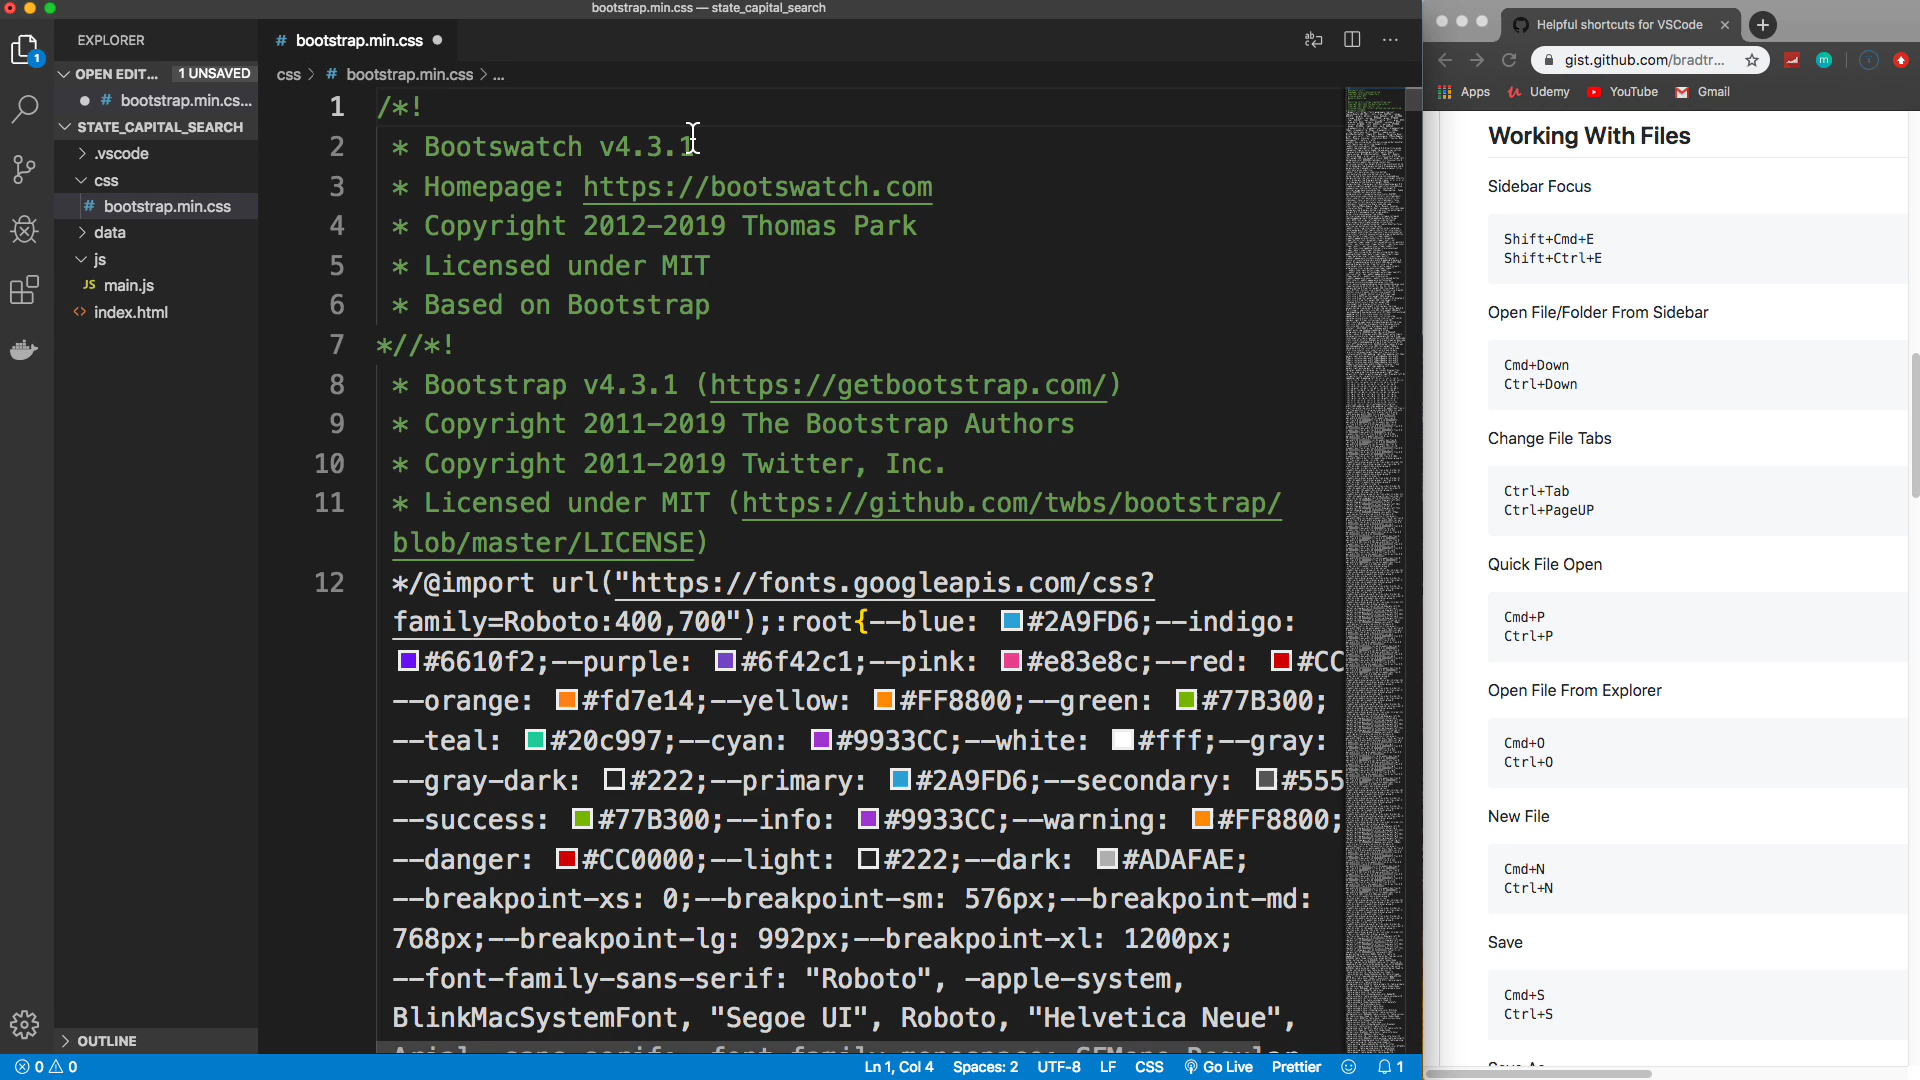 bootstrap.min.css — state_capital_search
EXPLORER
OPEN EDIT... 1 UNSAVED
# bootstrap.min.cs...
STATE_CAPITAL_SEARCH
.vscode
css
# bootstrap.min.css
data
js
JS main.js
<> index.html
OUTLINE
1
# bootstrap.min.css
css > # bootstrap.min.css > ...
1 /*!
2 * Bootswatch v4.3.1
3 * Homepage: https://bootswatch.com
4 * Copyright 2012-2019 Thomas Park
5 * Licensed under MIT
6 * Based on Bootstrap
7 *//*!
8 * Bootstrap v4.3.1 (https://getbootstrap.com/)
9 * Copyright 2011-2019 The Bootstrap Authors
10 * Copyright 2011-2019 Twitter, Inc.
11 * Licensed under MIT (https://github.com/twbs/bootstrap/
blob/master/LICENSE)
12 */@import url("https://fonts.googleapis.com/css?
family=Roboto:400,700");:root{--blue: #2A9FD6;--indigo:
#6610f2;--purple: #6f42c1;--pink: #e83e8c;--red: #CC
--orange: #fd7e14;--yellow: #FF8800;--green: #77B300;
--teal: #20c997;--cyan: #9933CC;--white: #fff;--gray:
--gray-dark: #222;--primary: #2A9FD6;--secondary: #555
--success: #77B300;--info: #9933CC;--warning: #FF8800;
--danger: #CC0000;--light: #222;--dark: #ADAFAE;
--breakpoint-xs: 0;--breakpoint-sm: 576px;--breakpoint-md:
768px;--breakpoint-lg: 992px;--breakpoint-xl: 1200px;
--font-family-sans-serif: "Roboto", -apple-system,
BlinkMacSystemFont, "Segoe UI", Roboto, "Helvetica Neue",
0 0
Ln 1, Col 4 Spaces: 2 UTF-8 LF CSS Go Live Prettier 1
Helpful shortcuts for VSCode
gist.github.com/bradtr...
Apps Udemy YouTube Gmail
Working With Files
Sidebar Focus
Shift+Cmd+E
Shift+Ctrl+E
Open File/Folder From Sidebar
Cmd+Down
Ctrl+Down
Change File Tabs
Ctrl+Tab
Ctrl+PageUP
Quick File Open
Cmd+P
Ctrl+P
Open File From Explorer
Cmd+O
Ctrl+O
New File
Cmd+N
Ctrl+N
Save
Cmd+S
Ctrl+S